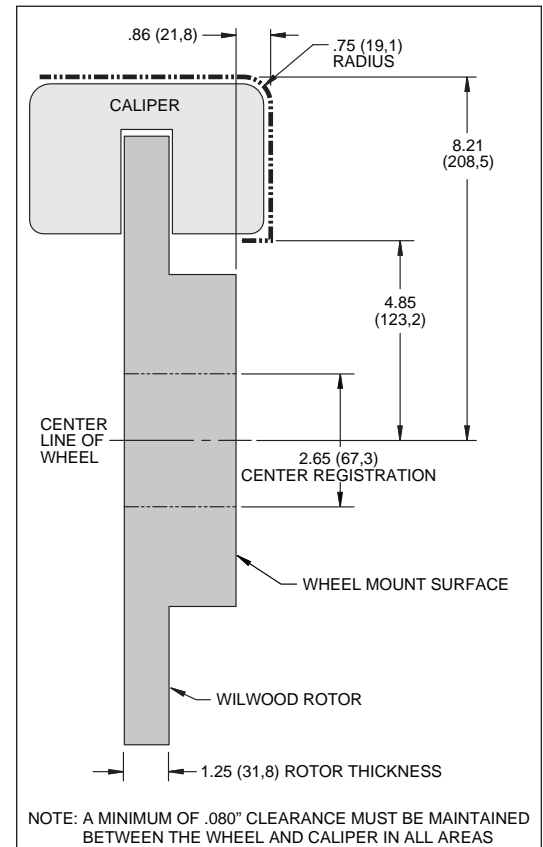 .86 (21,8)
.75 (19,1)
RADIUS
CALIPER
8.21
(208,5)
4.85
(123,2)
CENTER
LINE OF
WHEEL
2.65 (67,3)
CENTER REGISTRATION
WHEEL MOUNT SURFACE
WILWOOD ROTOR
1.25 (31,8) ROTOR THICKNESS
NOTE: A MINIMUM OF .080" CLEARANCE MUST BE MAINTAINED
BETWEEN THE WHEEL AND CALIPER IN ALL AREAS